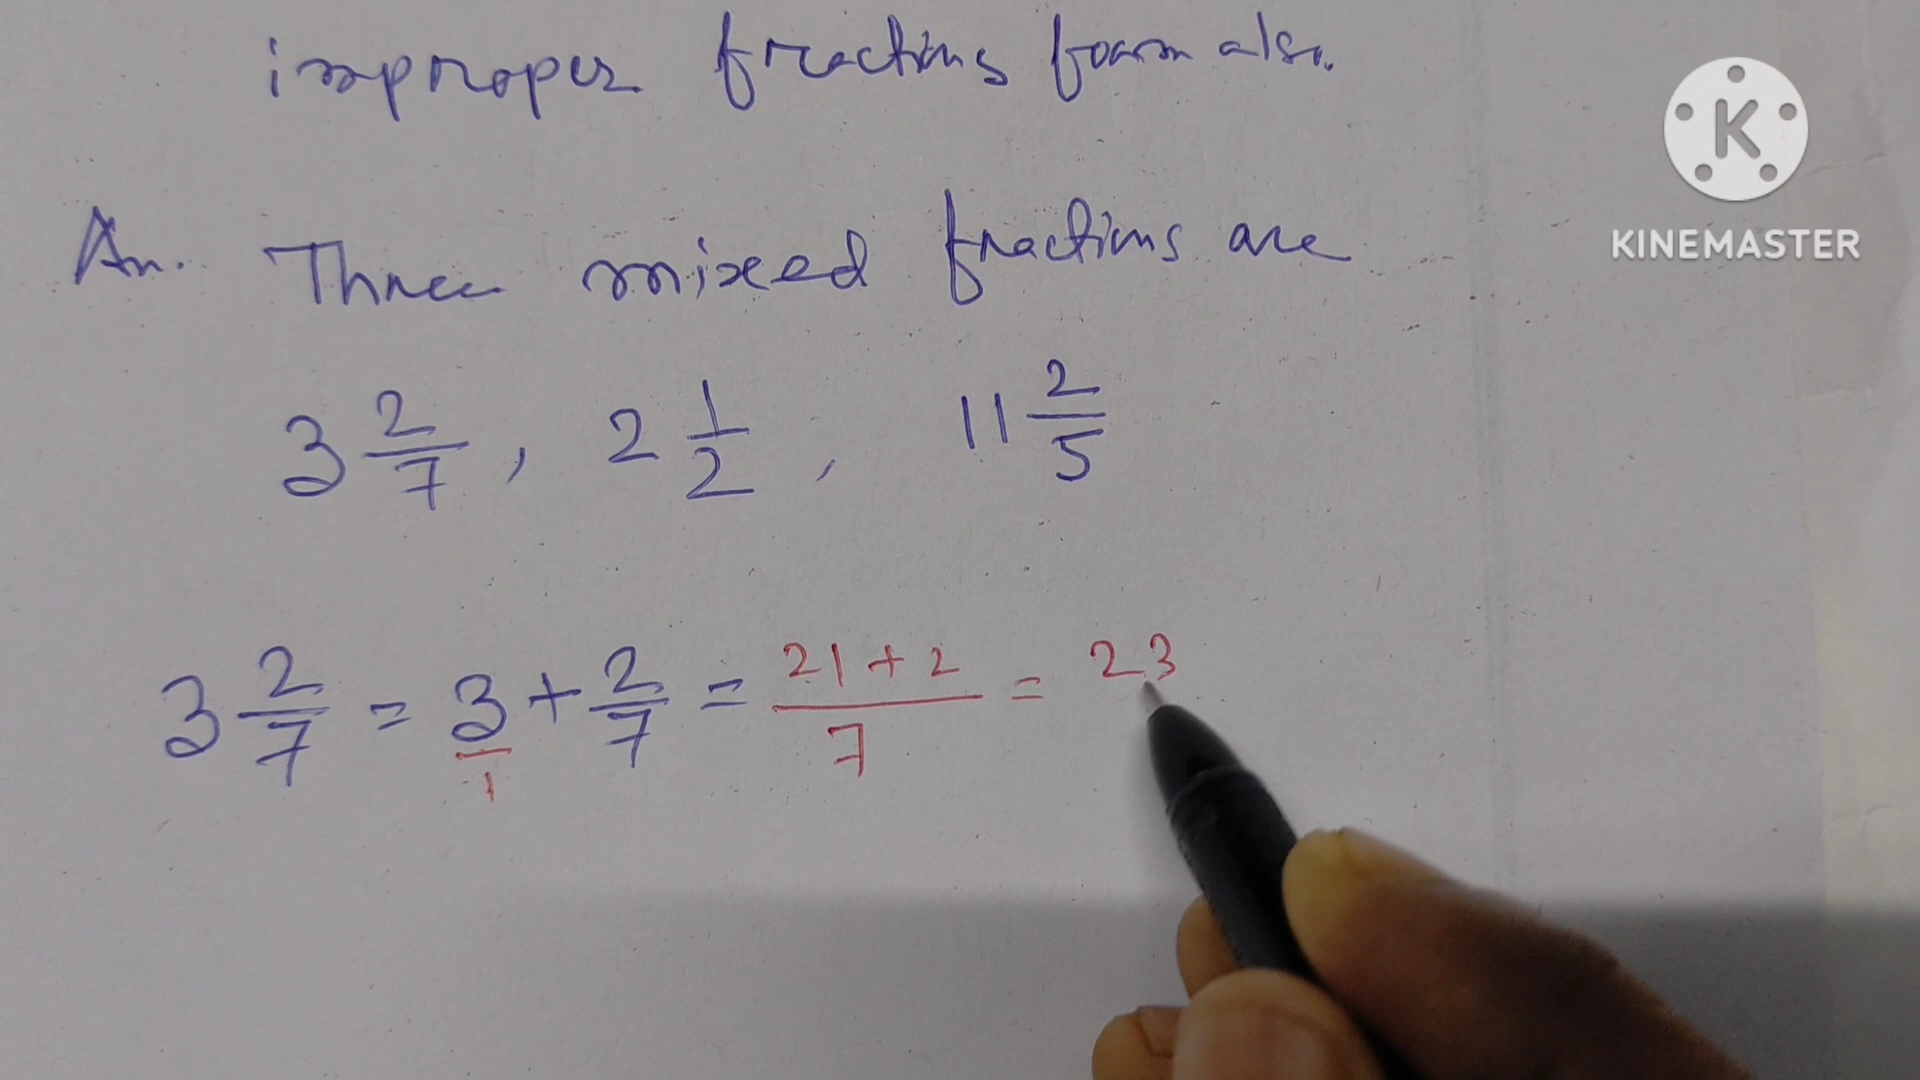 improper fractions foarm also.
K
KINEMASTER
An. Three mixed fractions are
3 2/7 , 2 1/2 , 11 2/5
3 2/7 = 3/1 + 2/7 = 21+2/7 = 23